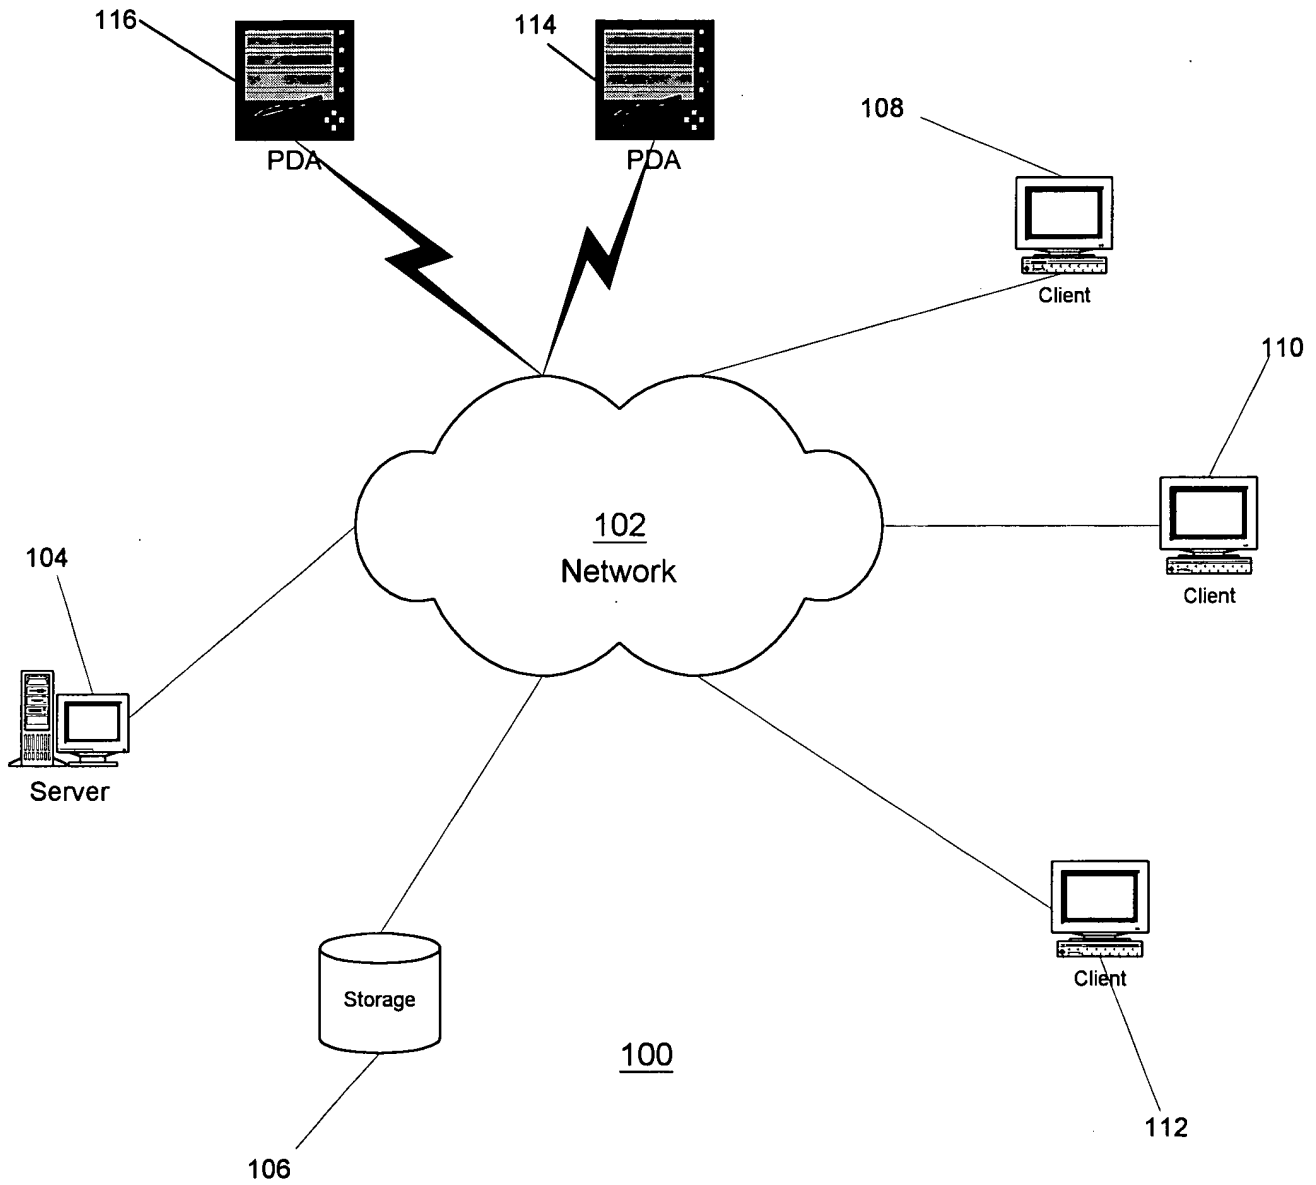 116
114
PDA
PDA
108
Client
110
102
Network
Client
104
Server
Client
Storage
100
112
106